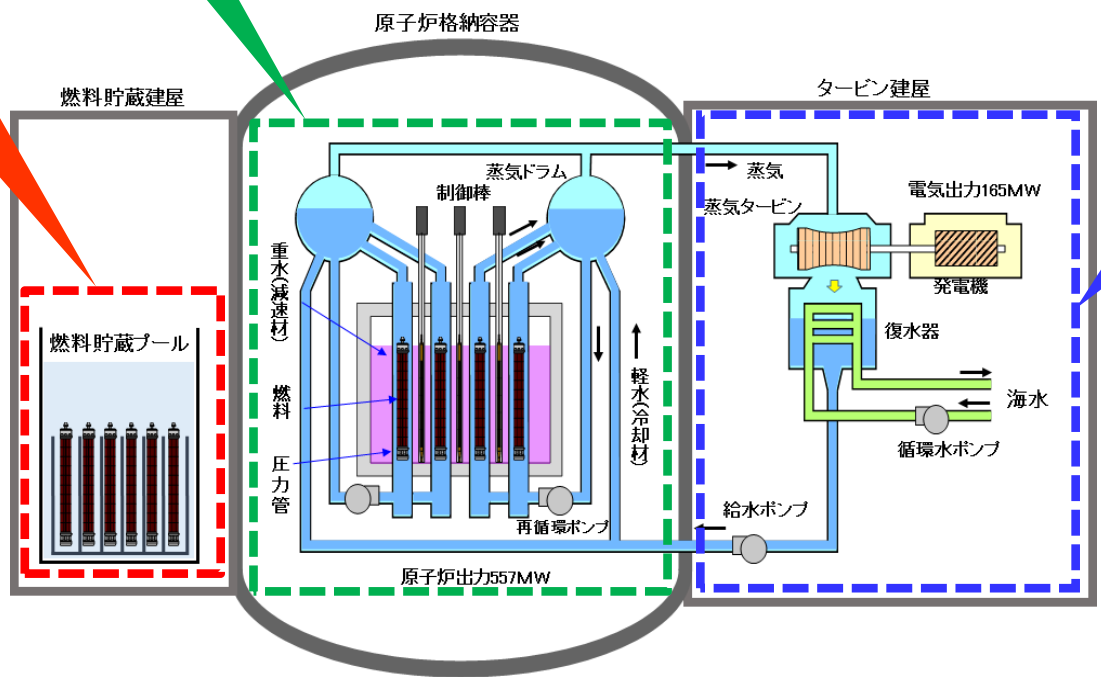 原子炉格納容器
燃料貯蔵建屋
タービン建屋
蒸気ドラム
蒸気
制御棒
電気出力165MW
蒸気タービン
重水(減速材)
発電機
燃料貯蔵プール
復水器
燃料
軽水(冷却材)
海水
循環水ポンプ
圧力管
給水ポンプ
再循環ポンプ
原子炉出力557MW